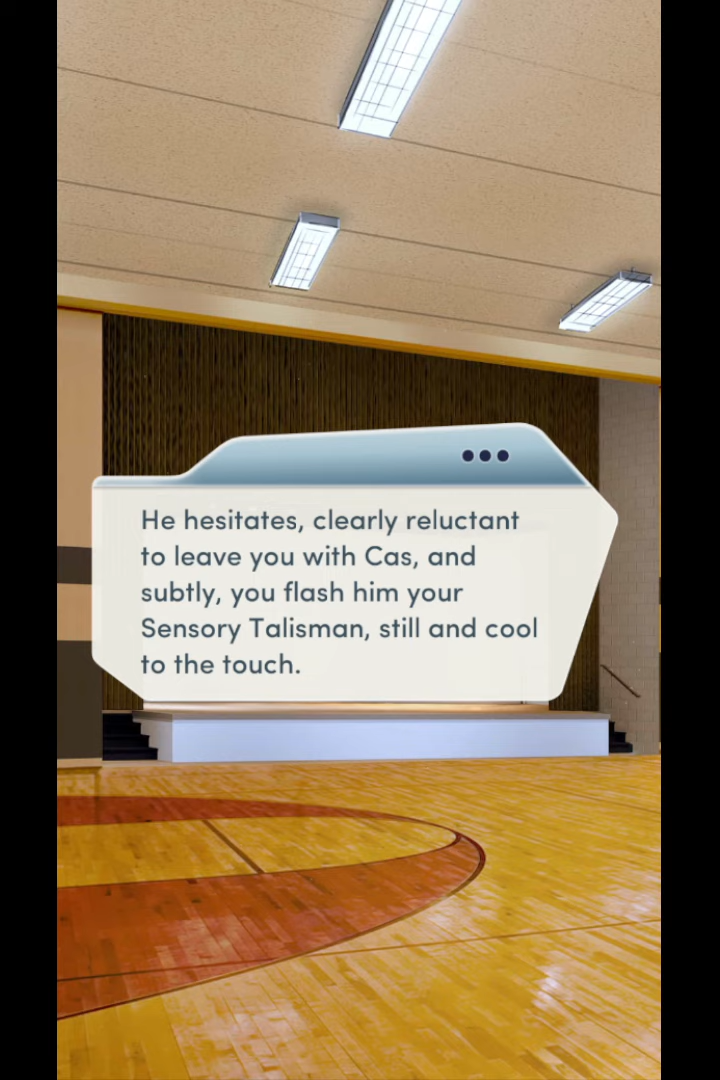 He hesitates, clearly reluctant
to leave you with Cas, and
subtly, you flash him your
Sensory Talisman, still and cool
to the touch.